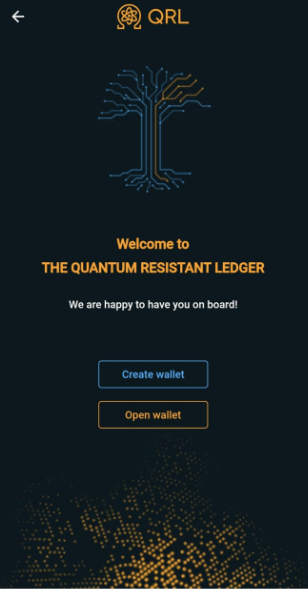 QRL
Welcome to
THE QUANTUM RESISTANT LEDGER
We are happy to have you on board!
Create wallet
Open wallet